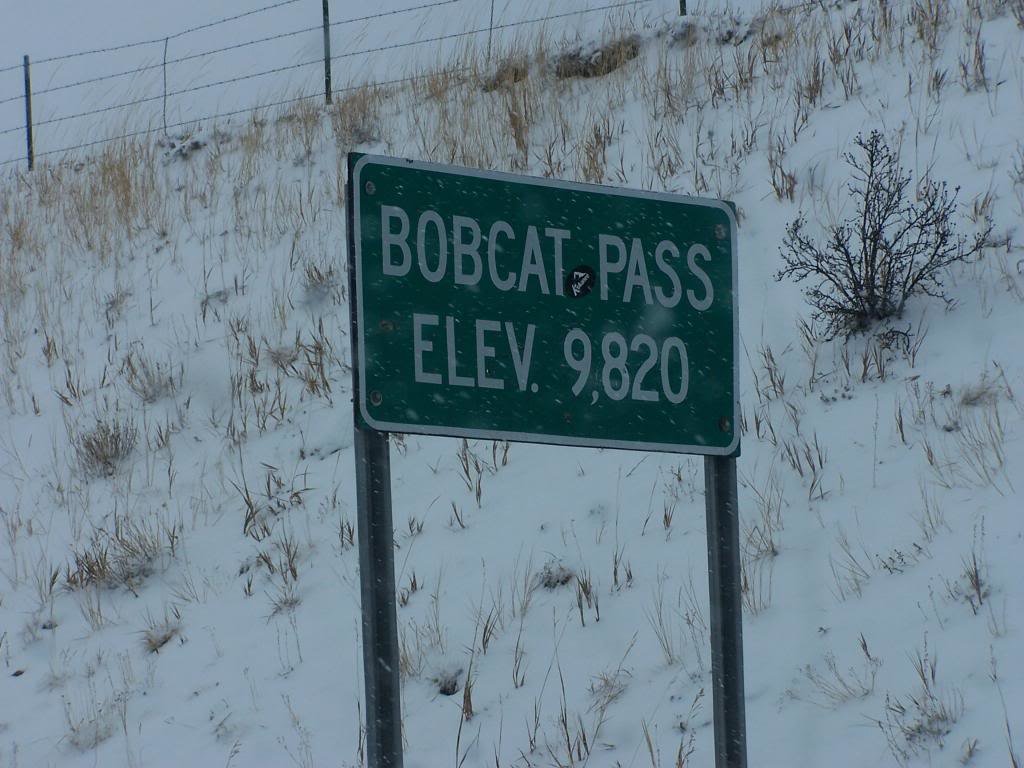 BOBCAT PASS
ELEV. 9,820